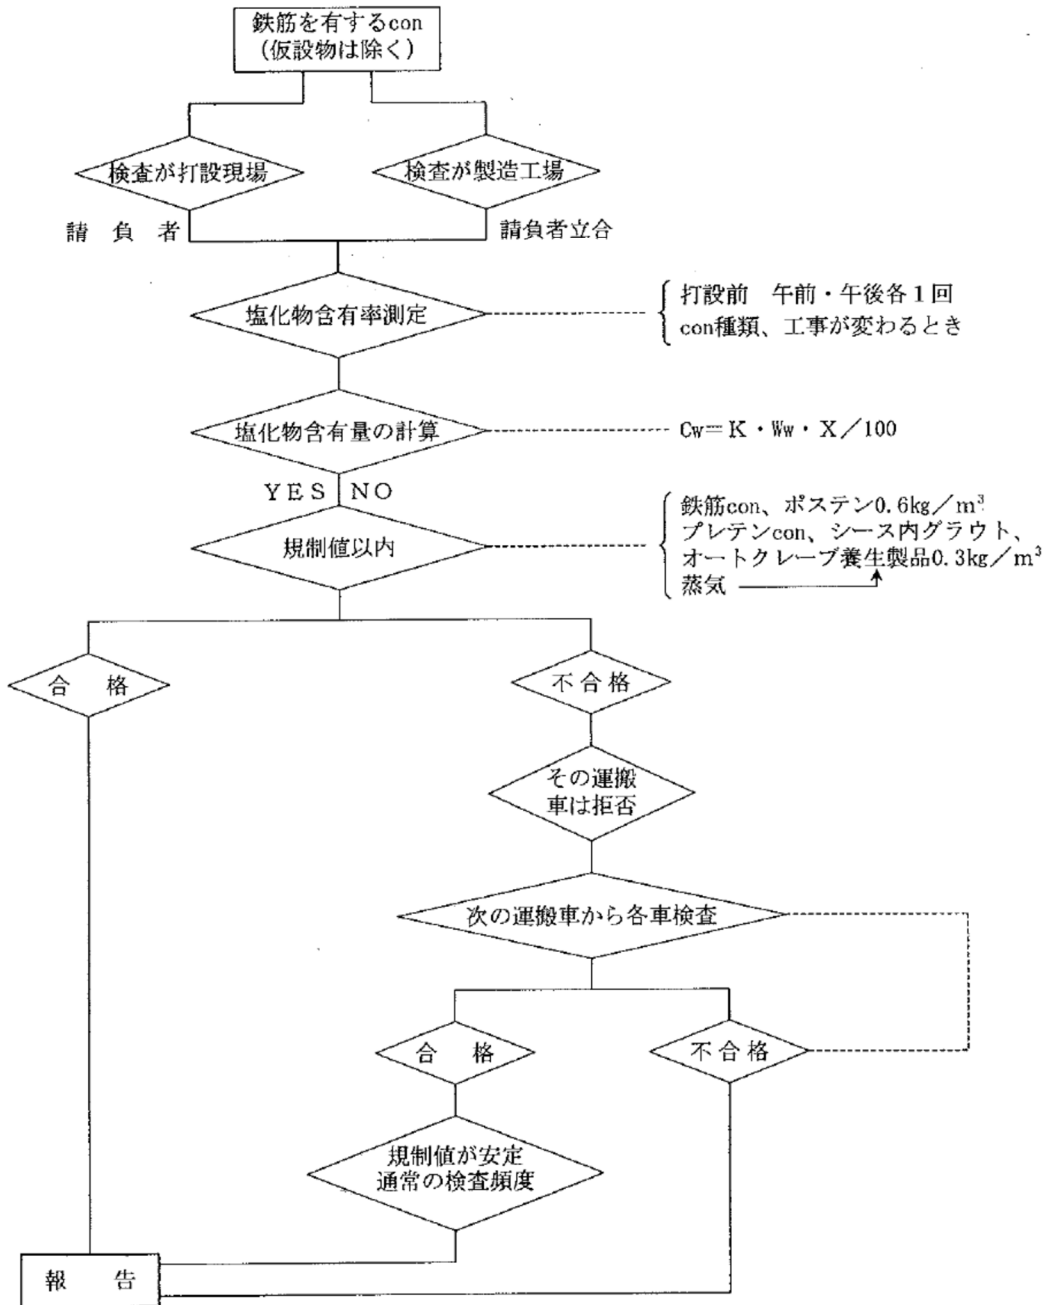 鉄筋を有するcon
(仮設物は除く)
検査が打設現場
検査が製造工場
請 負 者
請負者立合
塩化物含有率測定
打設前 午前・午後各1回
con種類、工事が変わるとき
塩化物含有量の計算
Cw=K・Ww・X/100
YES NO
規制値以内
鉄筋con、ポステン0.6kg/m³
プレテンcon、シース内グラウト、
オートクレーブ養生製品0.3kg/m³
蒸気
合 格
不合格
その運搬
車は拒否
次の運搬車から各車検査
合 格
不合格
規制値が安定
通常の検査頻度
報 告